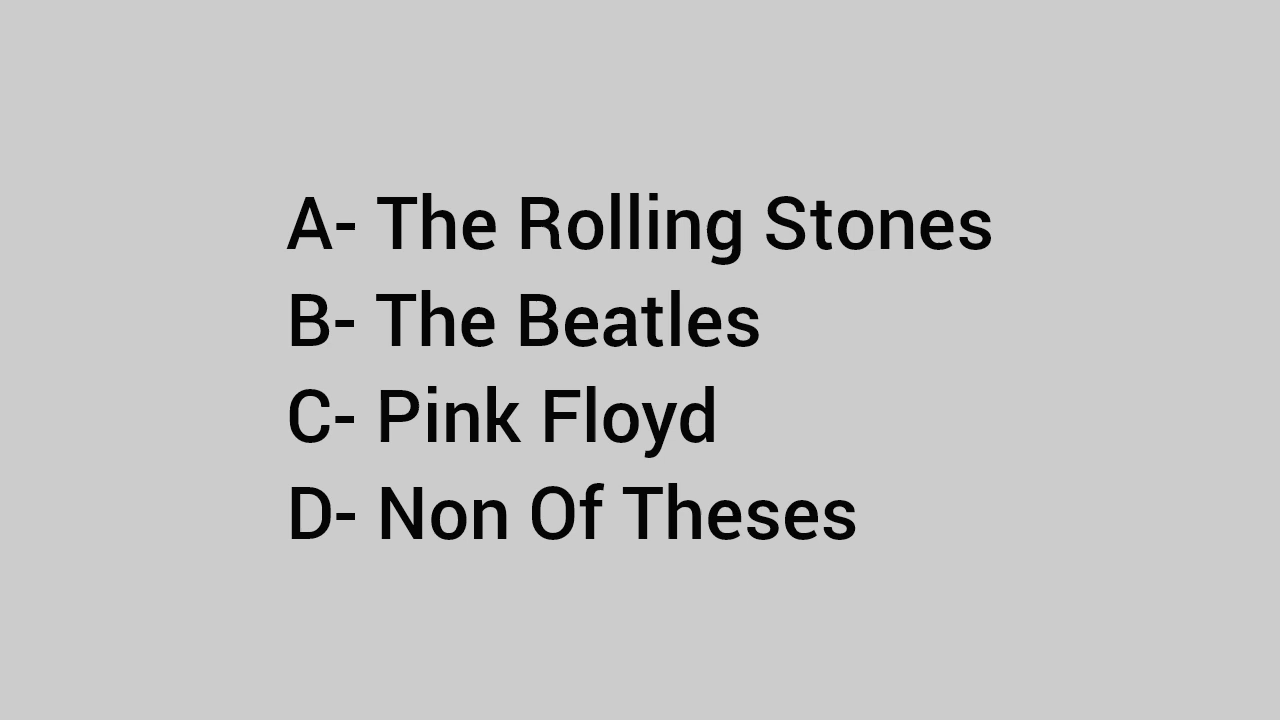 A- The Rolling Stones
B- The Beatles
C- Pink Floyd
D- Non Of Theses